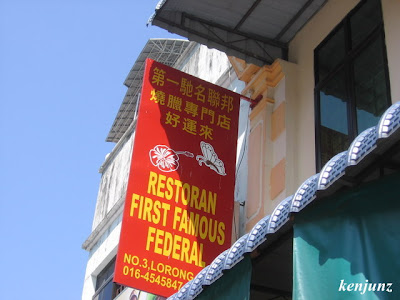 第一馳名聯邦
燒臘專門店
好運來
RESTORAN
FIRST FAMOUS
FEDERAL
NO.3,LORONG
016-4545847
kenjunz